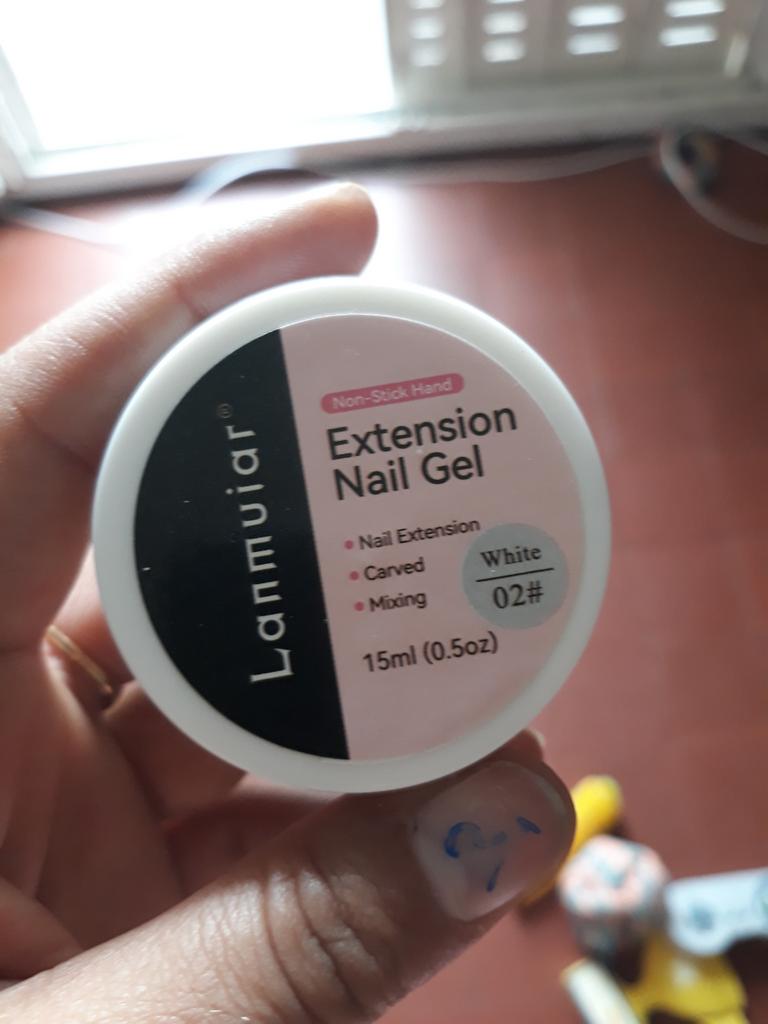 Lanmuiar®
Non-Stick Hand
Extension
Nail Gel
• Nail Extension
• Carved
• Mixing
White
02#
15ml (0.5oz)